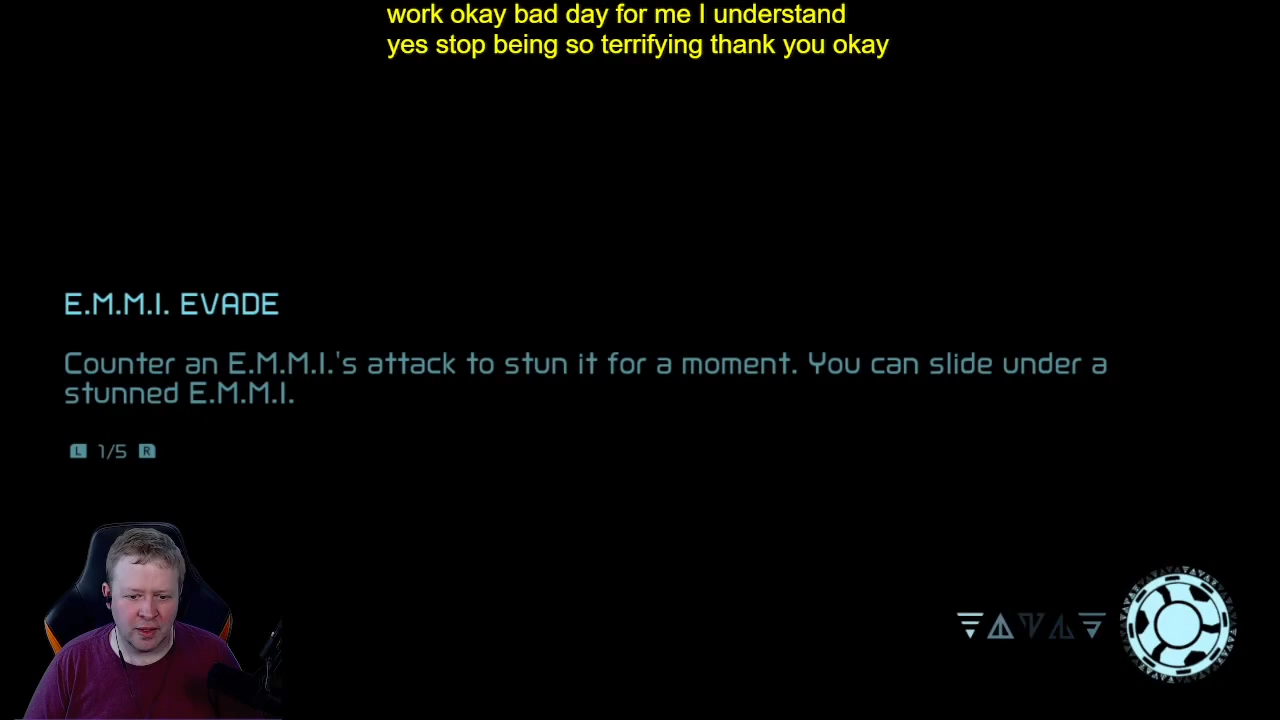 work okay bad day for me I understand
yes stop being so terrifying thank you okay
E.M.M.I. EVADE
Counter an E.M.M.I.'s attack to stun it for a moment. You can slide under a
stunned E.M.M.I.
L 1/5 R